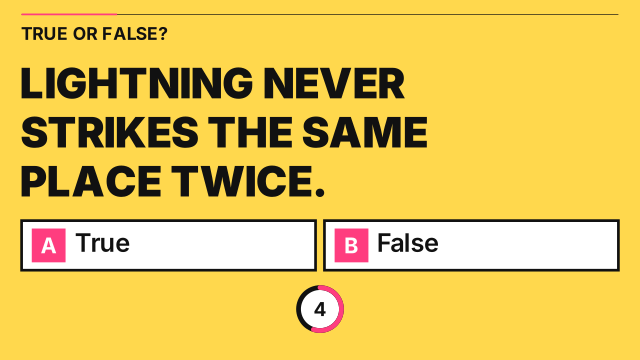 TRUE OR FALSE?
LIGHTNING NEVER
STRIKES THE SAME
PLACE TWICE.
A True
B False
4